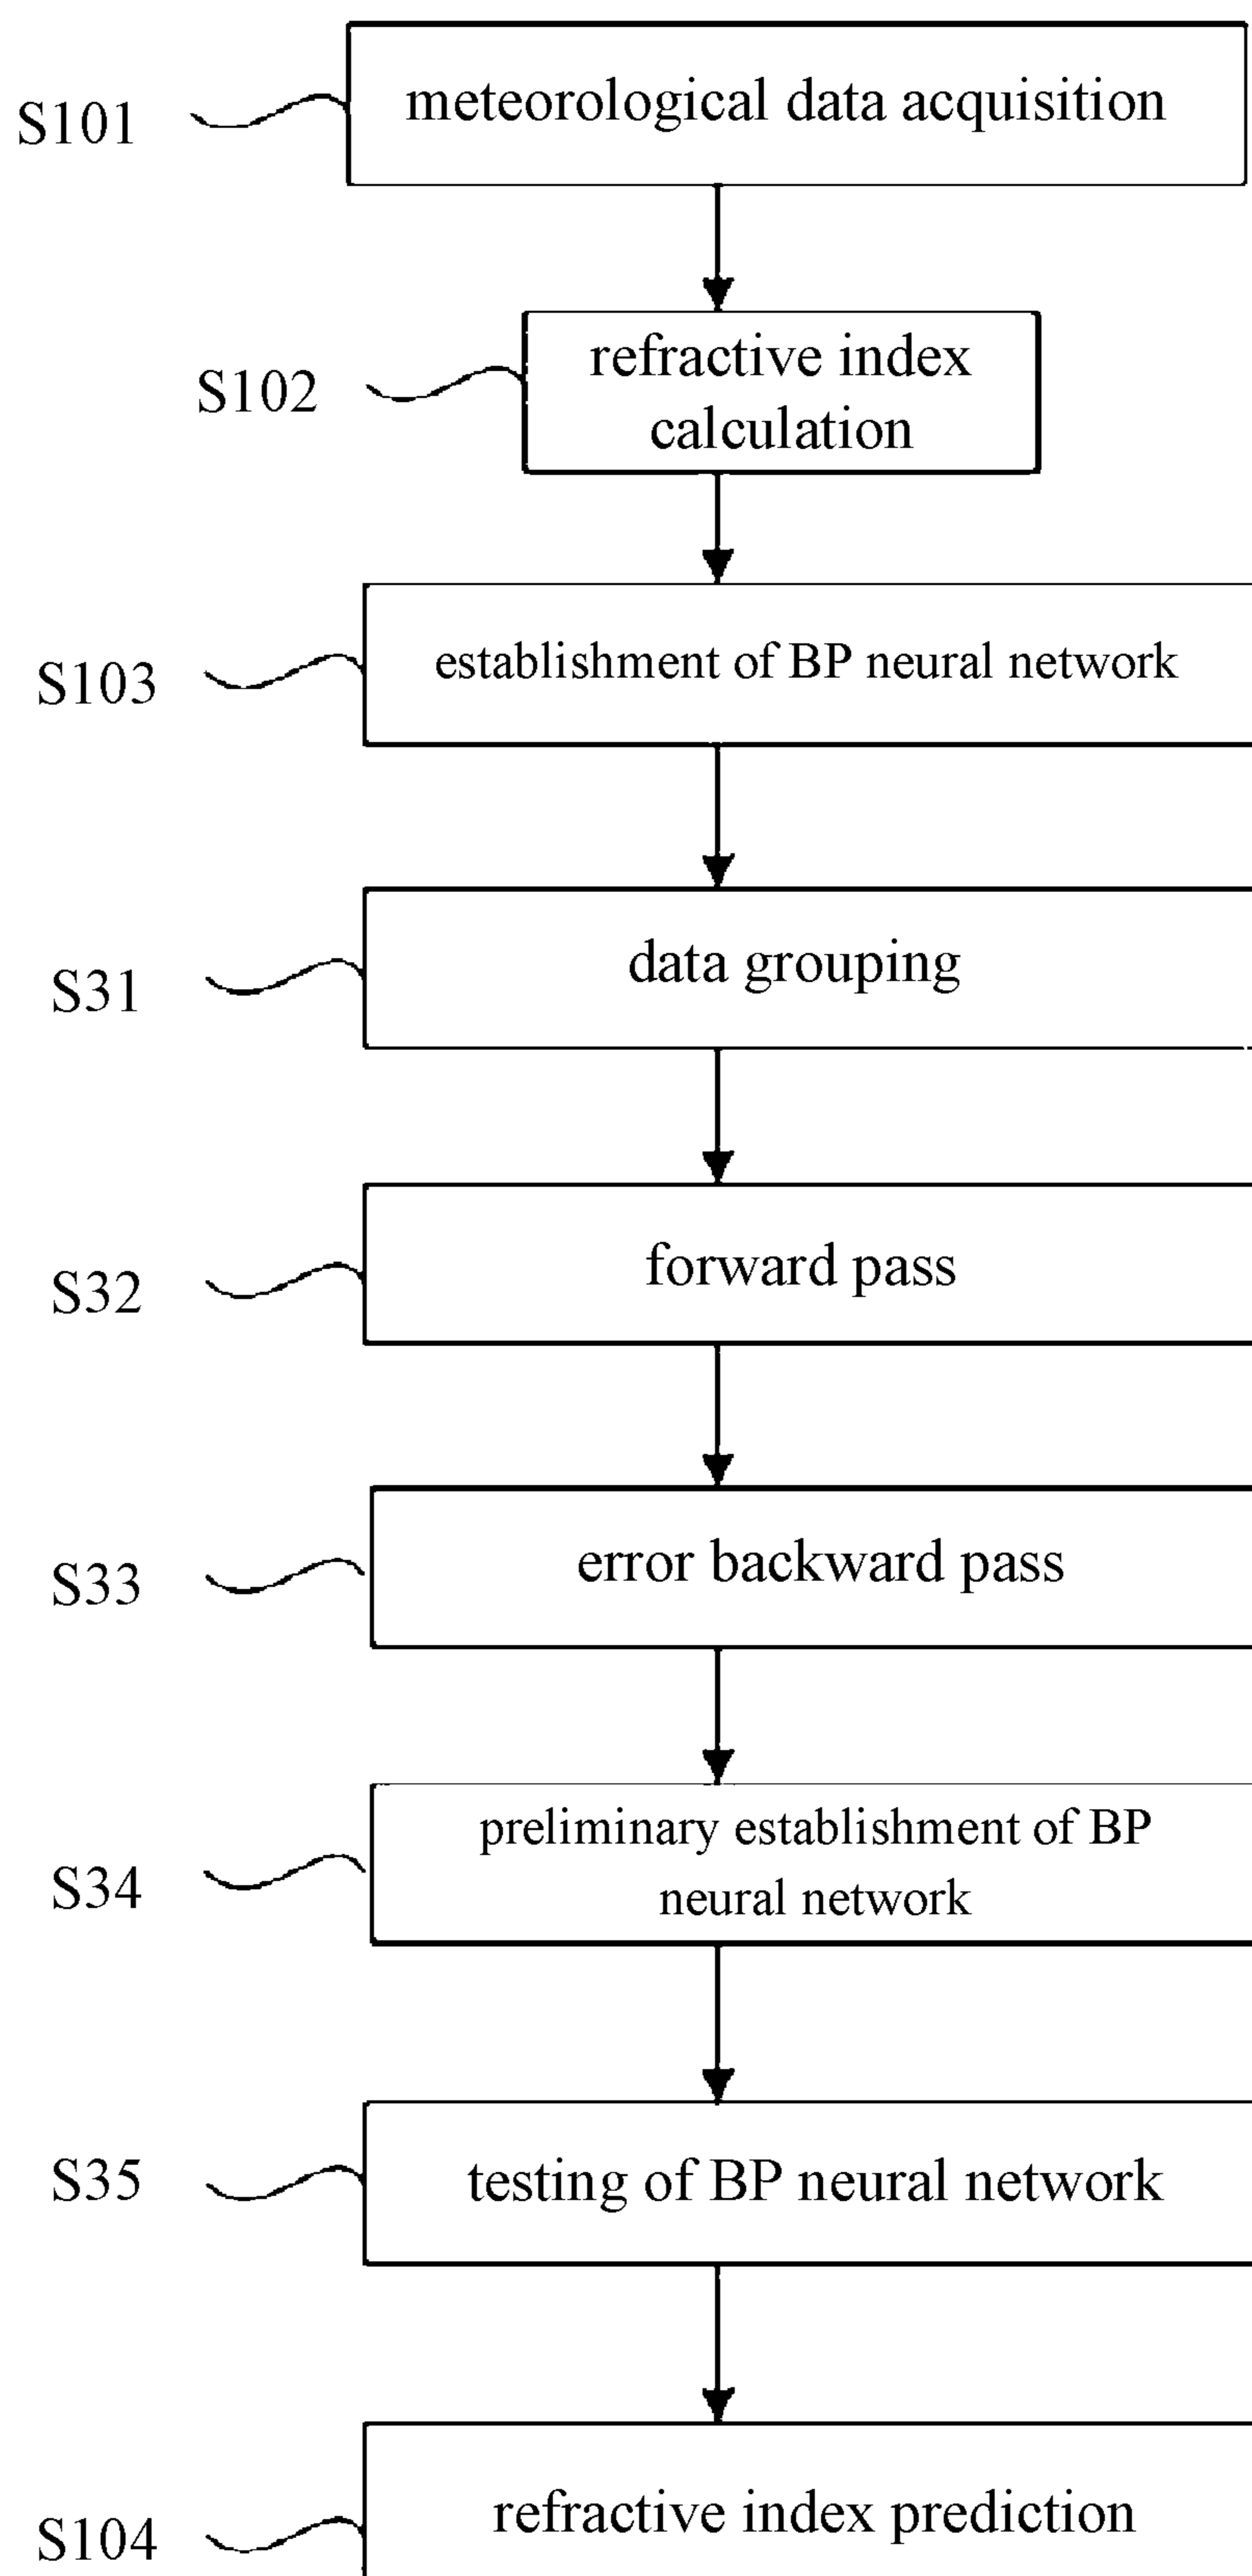 S101 meteorological data acquisition
S102 refractive index
calculation
S103 establishment of BP neural network
S31 data grouping
S32 forward pass
S33 error backward pass
S34 preliminary establishment of BP
neural network
S35 testing of BP neural network
S104 refractive index prediction